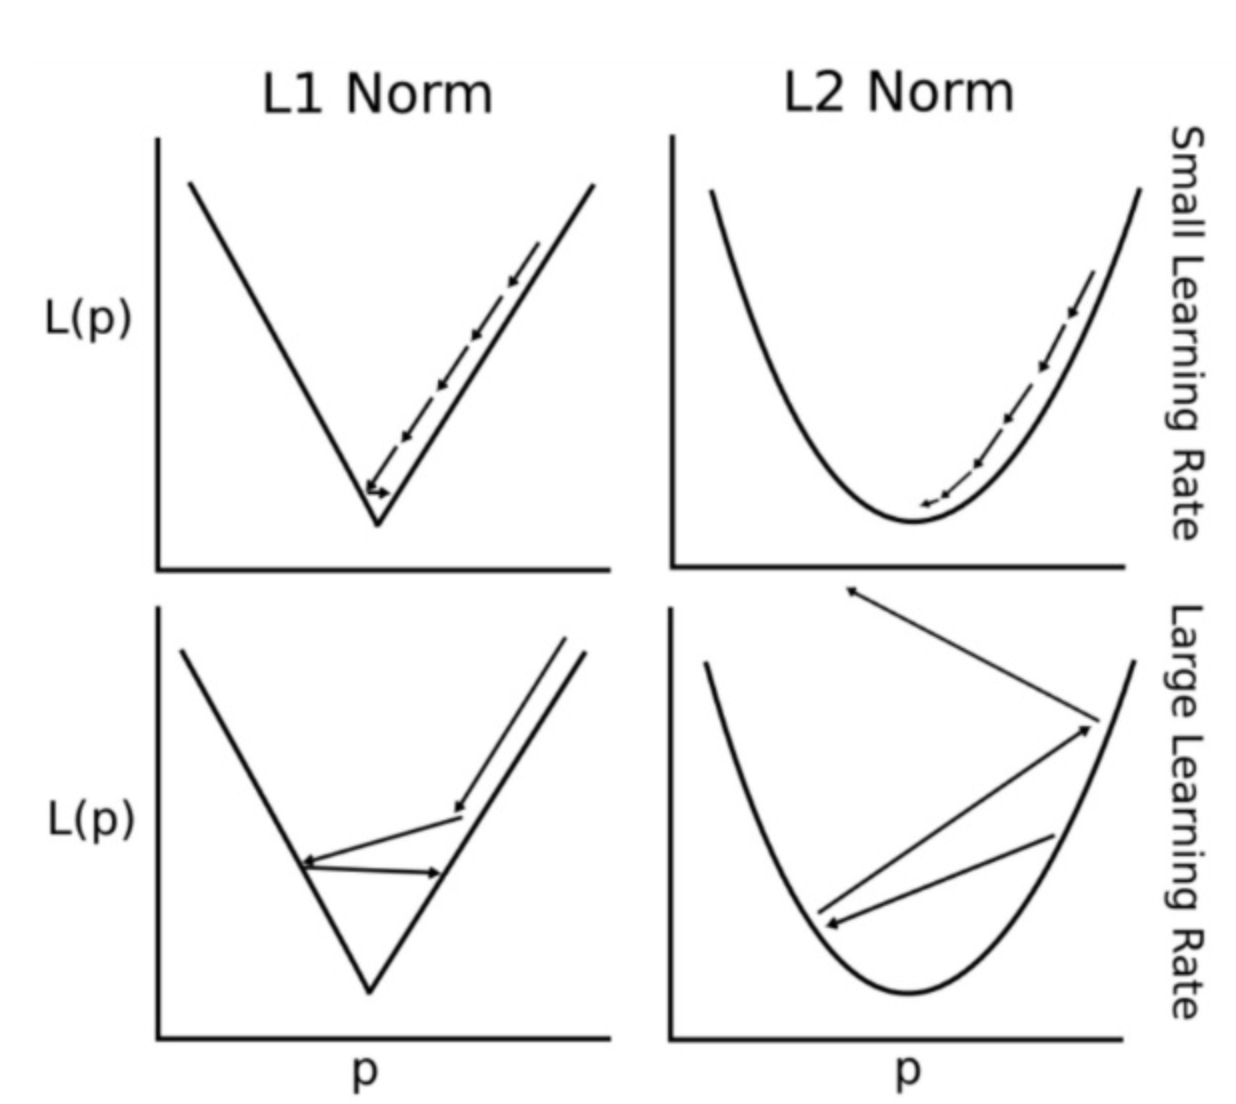 L1 Norm
L2 Norm
Small Learning Rate
L(p)
Large Learning Rate
L(p)
p
p